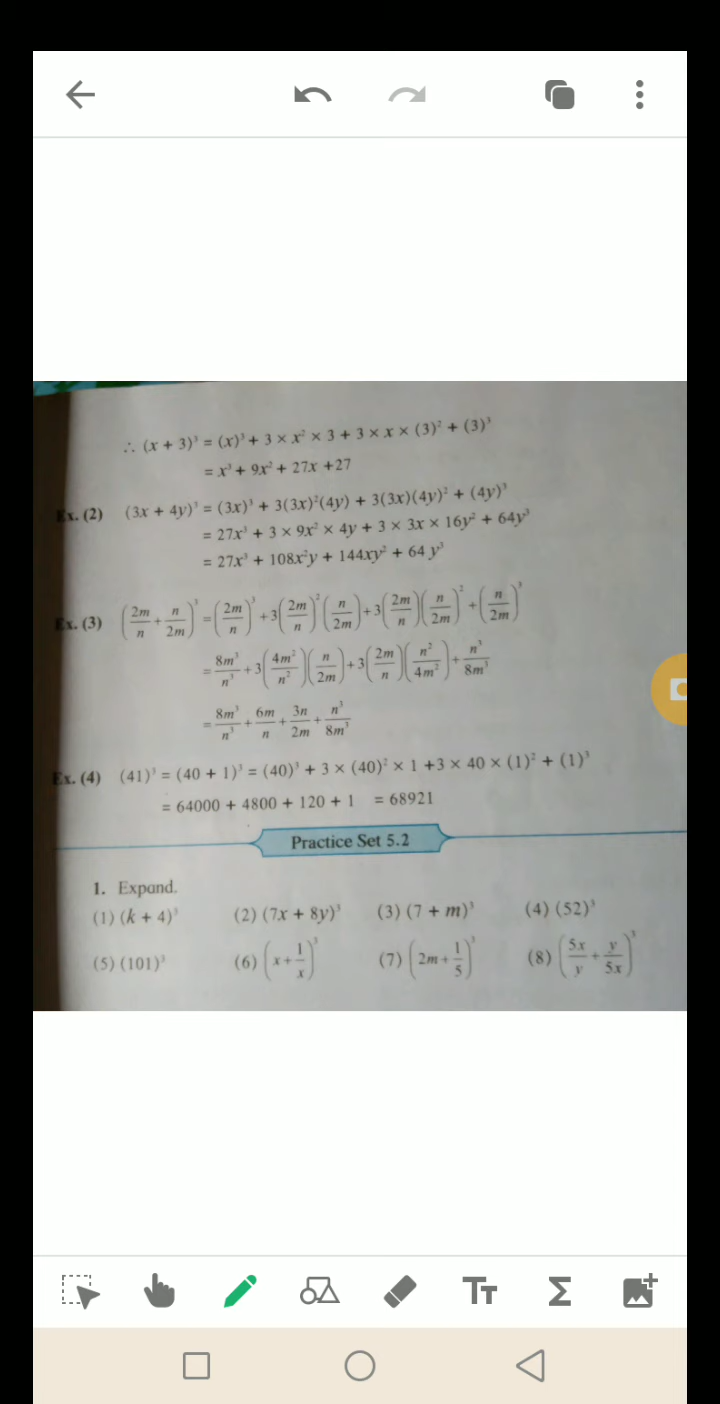 ∴ (x + 3)³ = (x)³ + 3 × x² × 3 + 3 × x × (3)² + (3)³
= x³ + 9x² + 27x +27
Ex. (2) (3x + 4y)³ = (3x)³ + 3(3x)²(4y) + 3(3x)(4y)² + (4y)³
= 27x³ + 3 × 9x² × 4y + 3 × 3x × 16y² + 64y³
= 27x³ + 108x²y + 144xy² + 64 y³
Ex. (3) (2m/n + n/2m)³ = (2m/n)³ + 3(2m/n)²(n/2m) + 3(2m/n)(n/2m)² + (n/2m)³
= 8m³/n³ + 3(4m²/n²)(n/2m) + 3(2m/n)(n²/4m²) + n³/8m³
= 8m³/n³ + 6m/n + 3n/2m + n³/8m³
Ex. (4) (41)³ = (40 + 1)³ = (40)³ + 3 × (40)² × 1 +3 × 40 × (1)² + (1)³
= 64000 + 4800 + 120 + 1 = 68921
Practice Set 5.2
1. Expand.
(1) (k + 4)³ (2) (7x + 8y)³ (3) (7 + m)³ (4) (52)³
(5) (101)³ (6) (x + 1/x)³ (7) (2m + 1/5)³ (8) (5x/y + y/5x)³
TT
Σ